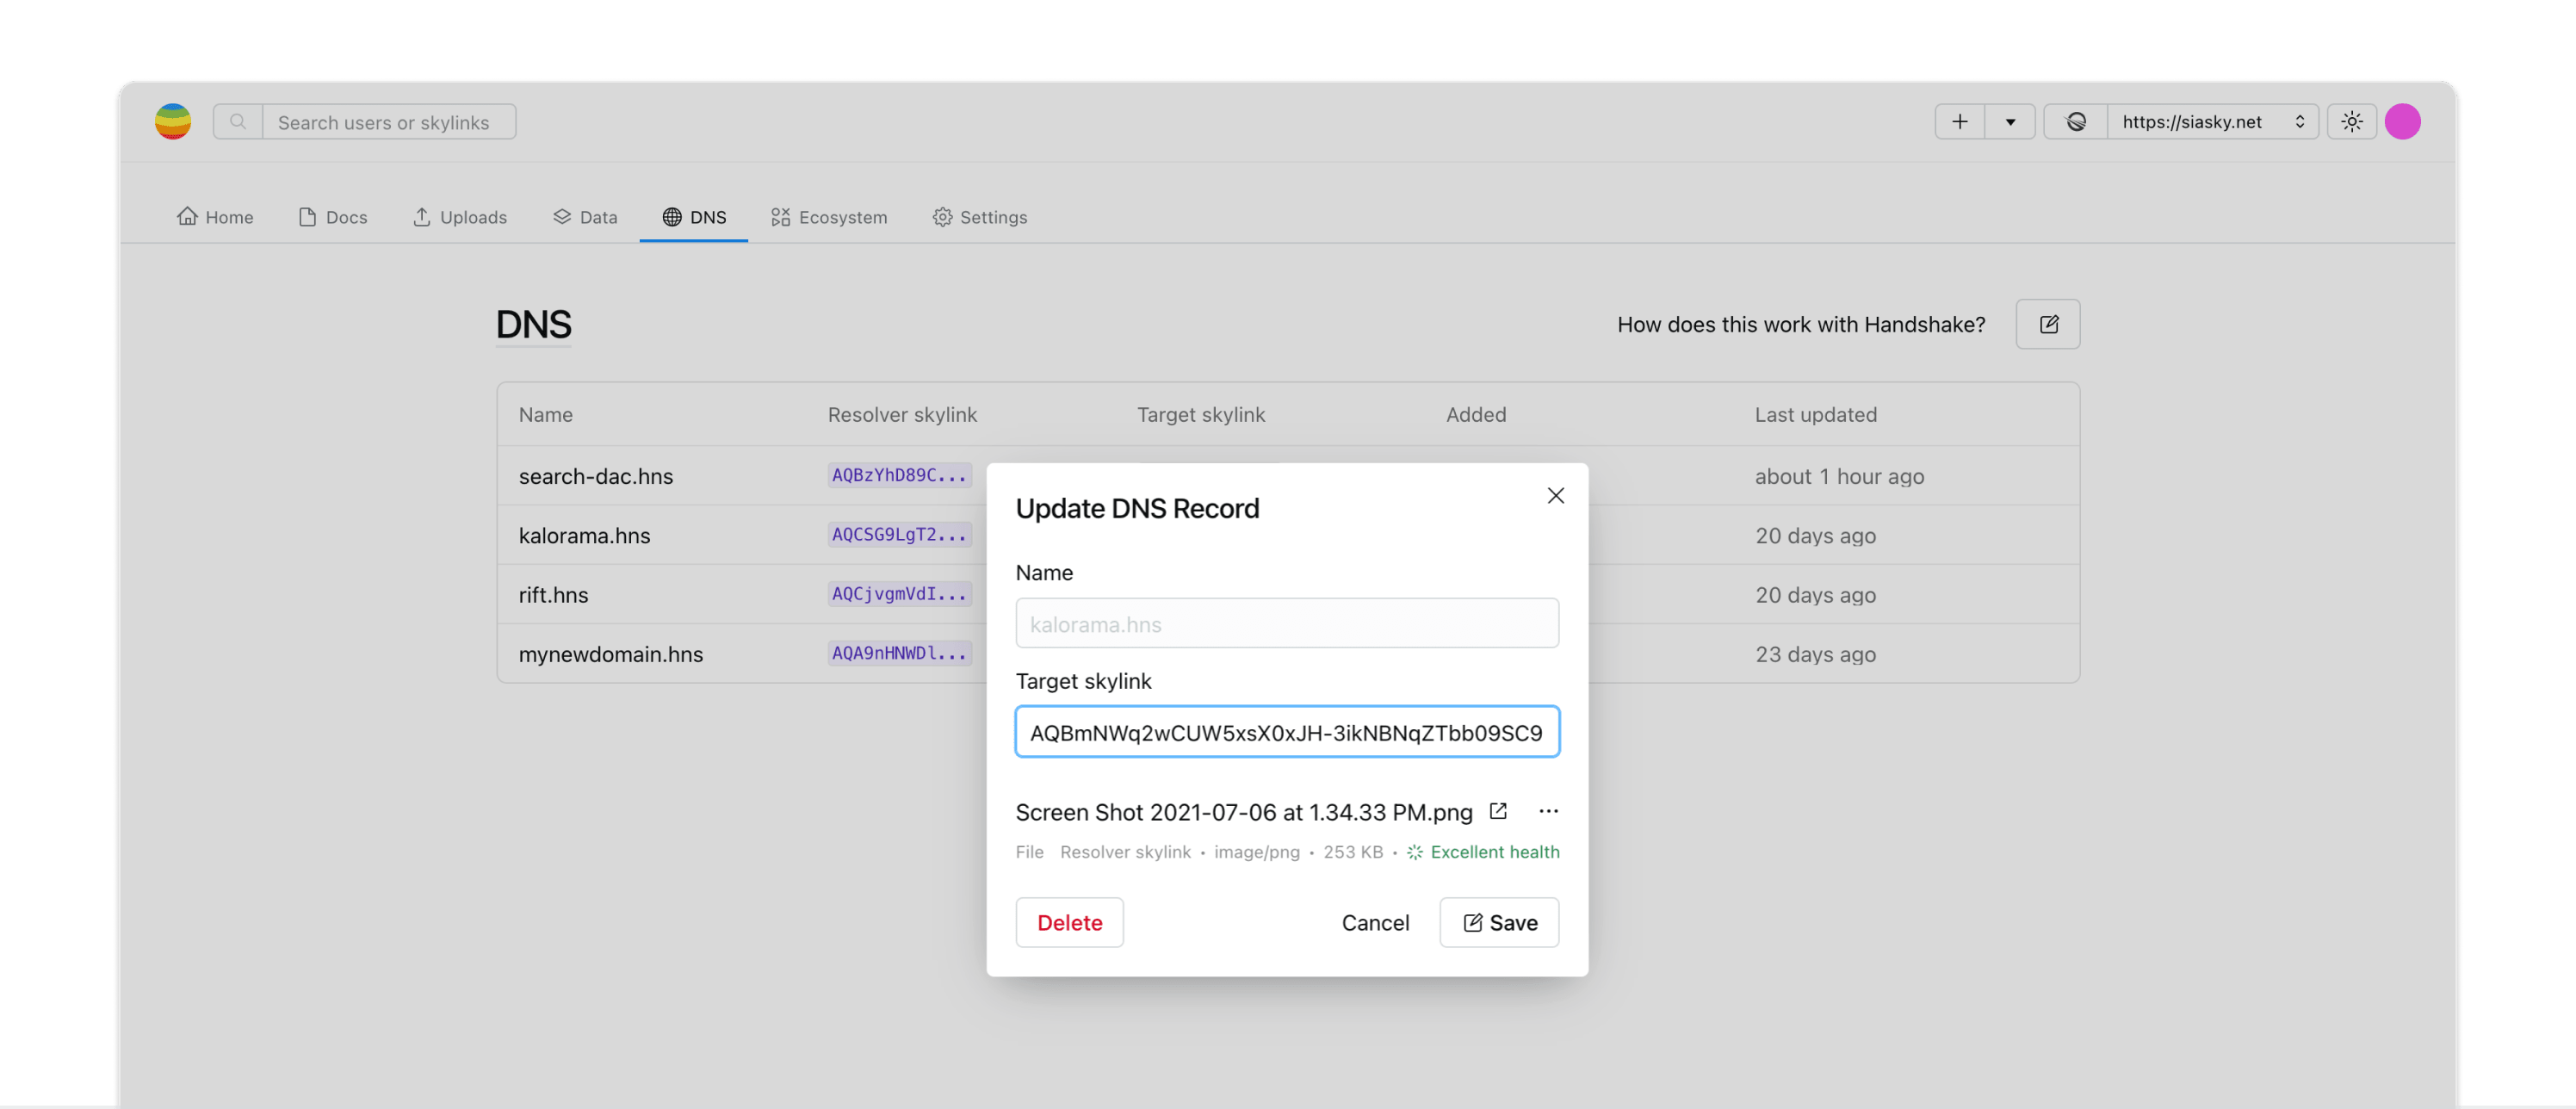 Search users or skylinks
https://siasky.net
Home Docs Uploads Data DNS Ecosystem Settings
DNS
How does this work with Handshake?
Name Resolver skylink Target skylink Added Last updated
search-dac.hns AQBzYhD89C... about 1 hour ago
kalorama.hns AQCSG9LgT2... 20 days ago
rift.hns AQCjvgmVdI... 20 days ago
mynewdomain.hns AQA9nHNWDl... 23 days ago
Update DNS Record
Name
kalorama.hns
Target skylink
AQBmNWq2wCUW5xsX0xJH-3ikNBNqZTbb09SC9
Screen Shot 2021-07-06 at 1.34.33 PM.png
File Resolver skylink • image/png • 253 KB • Excellent health
Delete Cancel Save